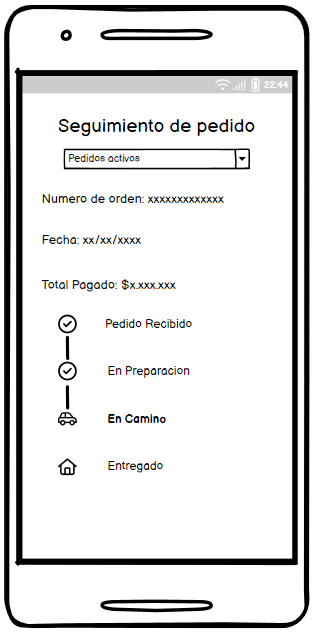 22:44
Seguimiento de pedido
Pedidos activos
Numero de orden: xxxxxxxxxxxxx
Fecha: xx/xx/xxxx
Total Pagado: $x.xxx.xxx
Pedido Recibido
En Preparacion
En Camino
Entregado